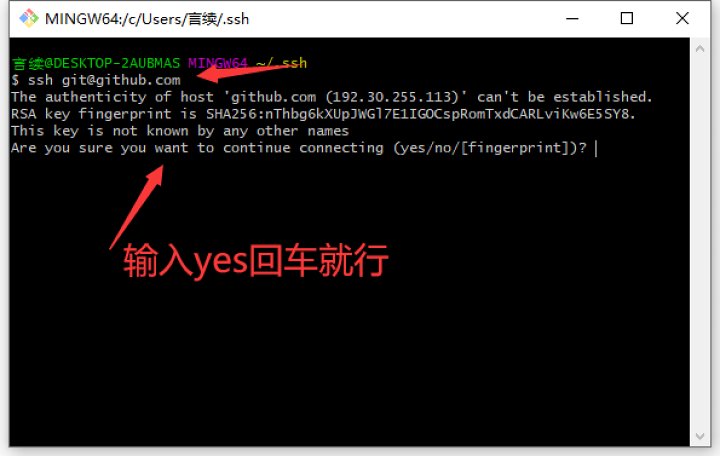 MINGW64:/c/Users/言续/.ssh
言续@DESKTOP-2AUBMAS MINGW64 ~/.ssh
$ ssh git@github.com
The authenticity of host 'github.com (192.30.255.113)' can't be established.
RSA key fingerprint is SHA256:nThbg6kXUpJWGl7E1IGOCspRomTxdCARLviKw6E5SY8.
This key is not known by any other names
Are you sure you want to continue connecting (yes/no/[fingerprint])?
输入yes回车就行